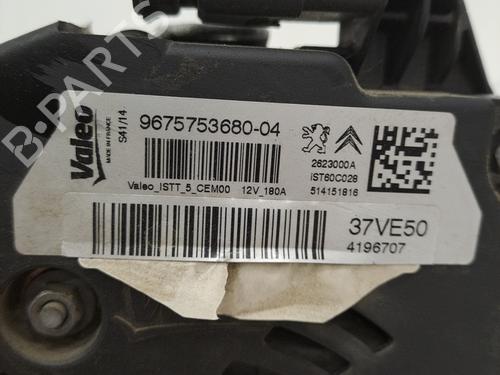 Valeo
MADE IN FRANCE
S41/14
9675753680-04
2623000A
iST60C028
514151816
Valeo_ISTT_5_CEM00 12V_180A
37VE50
4196707
B-PARTS